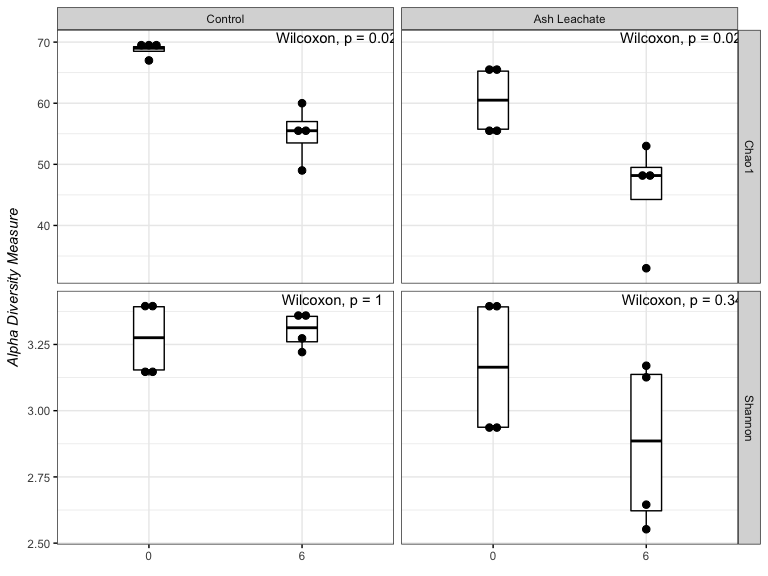 Control
Ash Leachate
Wilcoxon, p = 0.02
Wilcoxon, p = 0.02
70
60
50
40
Chao1
Alpha Diversity Measure
Wilcoxon, p = 1
Wilcoxon, p = 0.34
3.25
3.00
2.75
2.50
Shannon
0
6
0
6